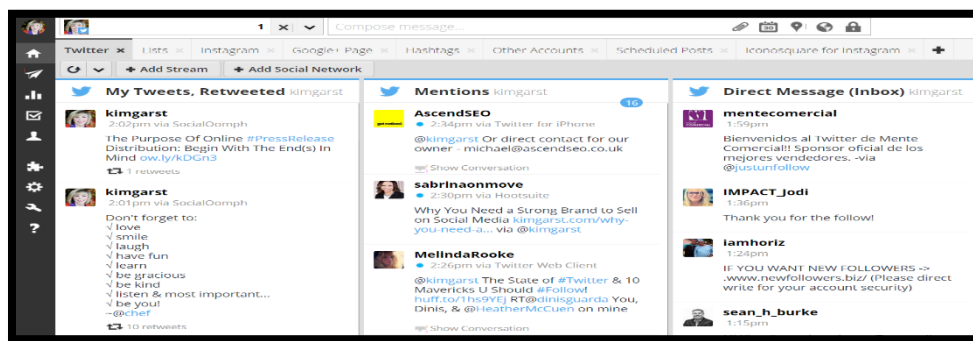 1
Compose message...
Twitter
Lists
Instagram
Google+ Page
Hashtags
Other Accounts
Scheduled Posts
Iconosquare for Instagram
+ Add Stream
+ Add Social Network
My Tweets, Retweeted kimgarst
kimgarst
2:02pm via SocialOomph
The Purpose Of Online #PressRelease
Distribution: Begin With The End(s) In
Mind ow.ly/kDGn3
1 retweets
kimgarst
2:01pm via SocialOomph
Don't forget to:
√ love
√ smile
√ laugh
√ have fun
√ learn
√ be gracious
√ be kind
√ listen & most important...
√ be you!
~@chef
10 retweets
Mentions kimgarst
16
AscendSEO
2:34pm via Twitter for iPhone
@kimgarst Or direct contact for our
owner - michael@ascendseo.co.uk
Show Conversation
sabrinaonmove
2:30pm via Hootsuite
Why You Need a Strong Brand to Sell
on Social Media kimgarst.com/why-
you-need-a... via @kimgarst
MelindaRooke
2:26pm via Twitter Web Client
@kimgarst The State of #Twitter & 10
Mavericks U Should #Follow!
huff.to/1hs9YEj RT@dinisguarda You,
Dinis, & @HeatherMcCuen on mine
Show Conversation
Direct Message (Inbox) kimgarst
mentecomercial
1:59pm
Bienvenidos al Twitter de Mente
Comercial!! Sponsor oficial de los
mejores vendedores. -via
@justunfollow
IMPACT_Jodi
1:36pm
Thank you for the follow!
iamhoriz
1:24pm
IF YOU WANT NEW FOLLOWERS ->
.www.newfollowers.biz/ (Please direct
write for your account security)
sean_h_burke
1:15pm